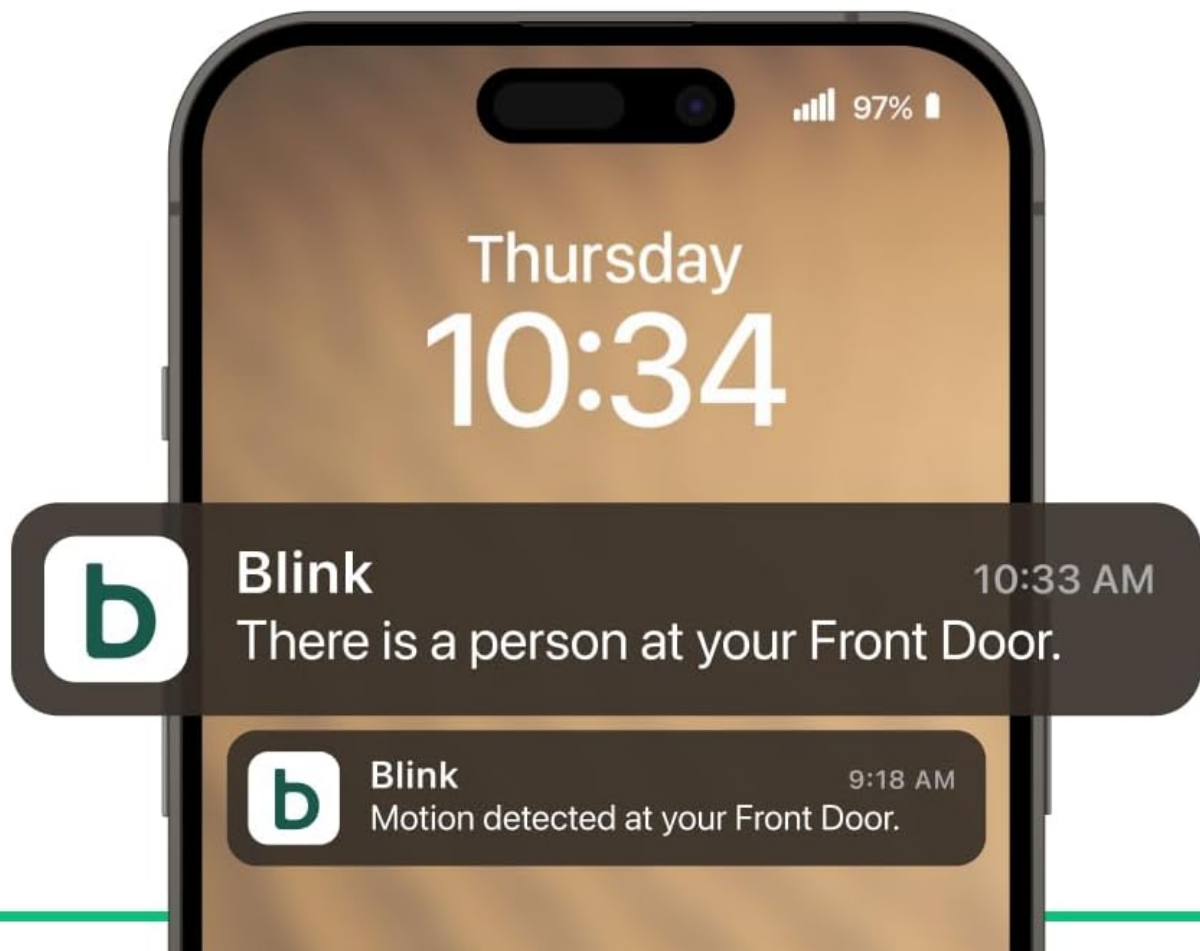 97%
Thursday
10:34
b
Blink
10:33 AM
There is a person at your Front Door.
b
Blink
9:18 AM
Motion detected at your Front Door.